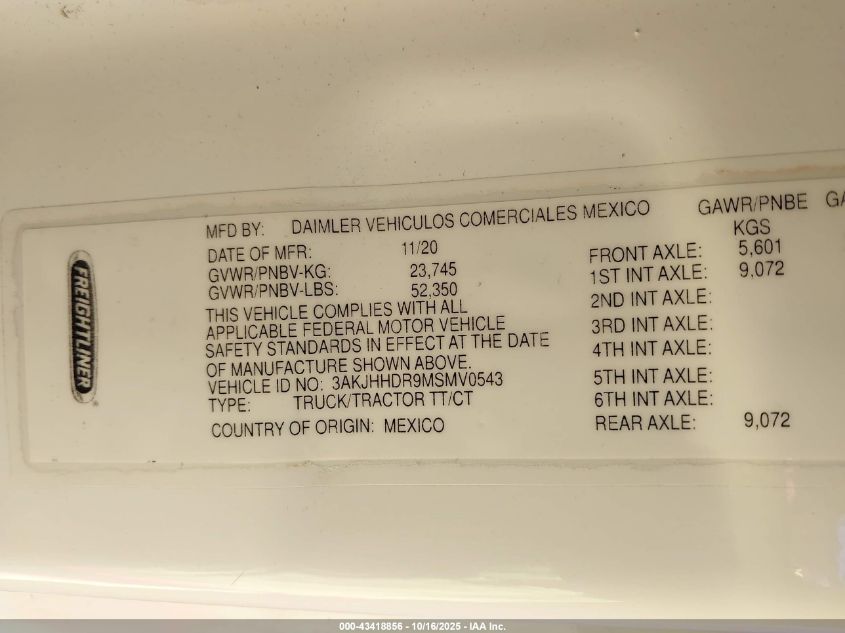 FREIGHTLINER
MFD BY: DAIMLER VEHICULOS COMERCIALES MEXICO
DATE OF MFR: 11/20
GVWR/PNBV-KG: 23,745
GVWR/PNBV-LBS: 52,350
THIS VEHICLE COMPLIES WITH ALL
APPLICABLE FEDERAL MOTOR VEHICLE
SAFETY STANDARDS IN EFFECT AT THE DATE
OF MANUFACTURE SHOWN ABOVE.
VEHICLE ID NO: 3AKJHHDR9MSMV0543
TYPE: TRUCK/TRACTOR TT/CT
COUNTRY OF ORIGIN: MEXICO
GAWR/PNBE GA
KGS
FRONT AXLE: 5,601
1ST INT AXLE: 9,072
2ND INT AXLE:
3RD INT AXLE:
4TH INT AXLE:
5TH INT AXLE:
6TH INT AXLE:
REAR AXLE: 9,072
000-43418856 - 10/16/2025 - IAA Inc.